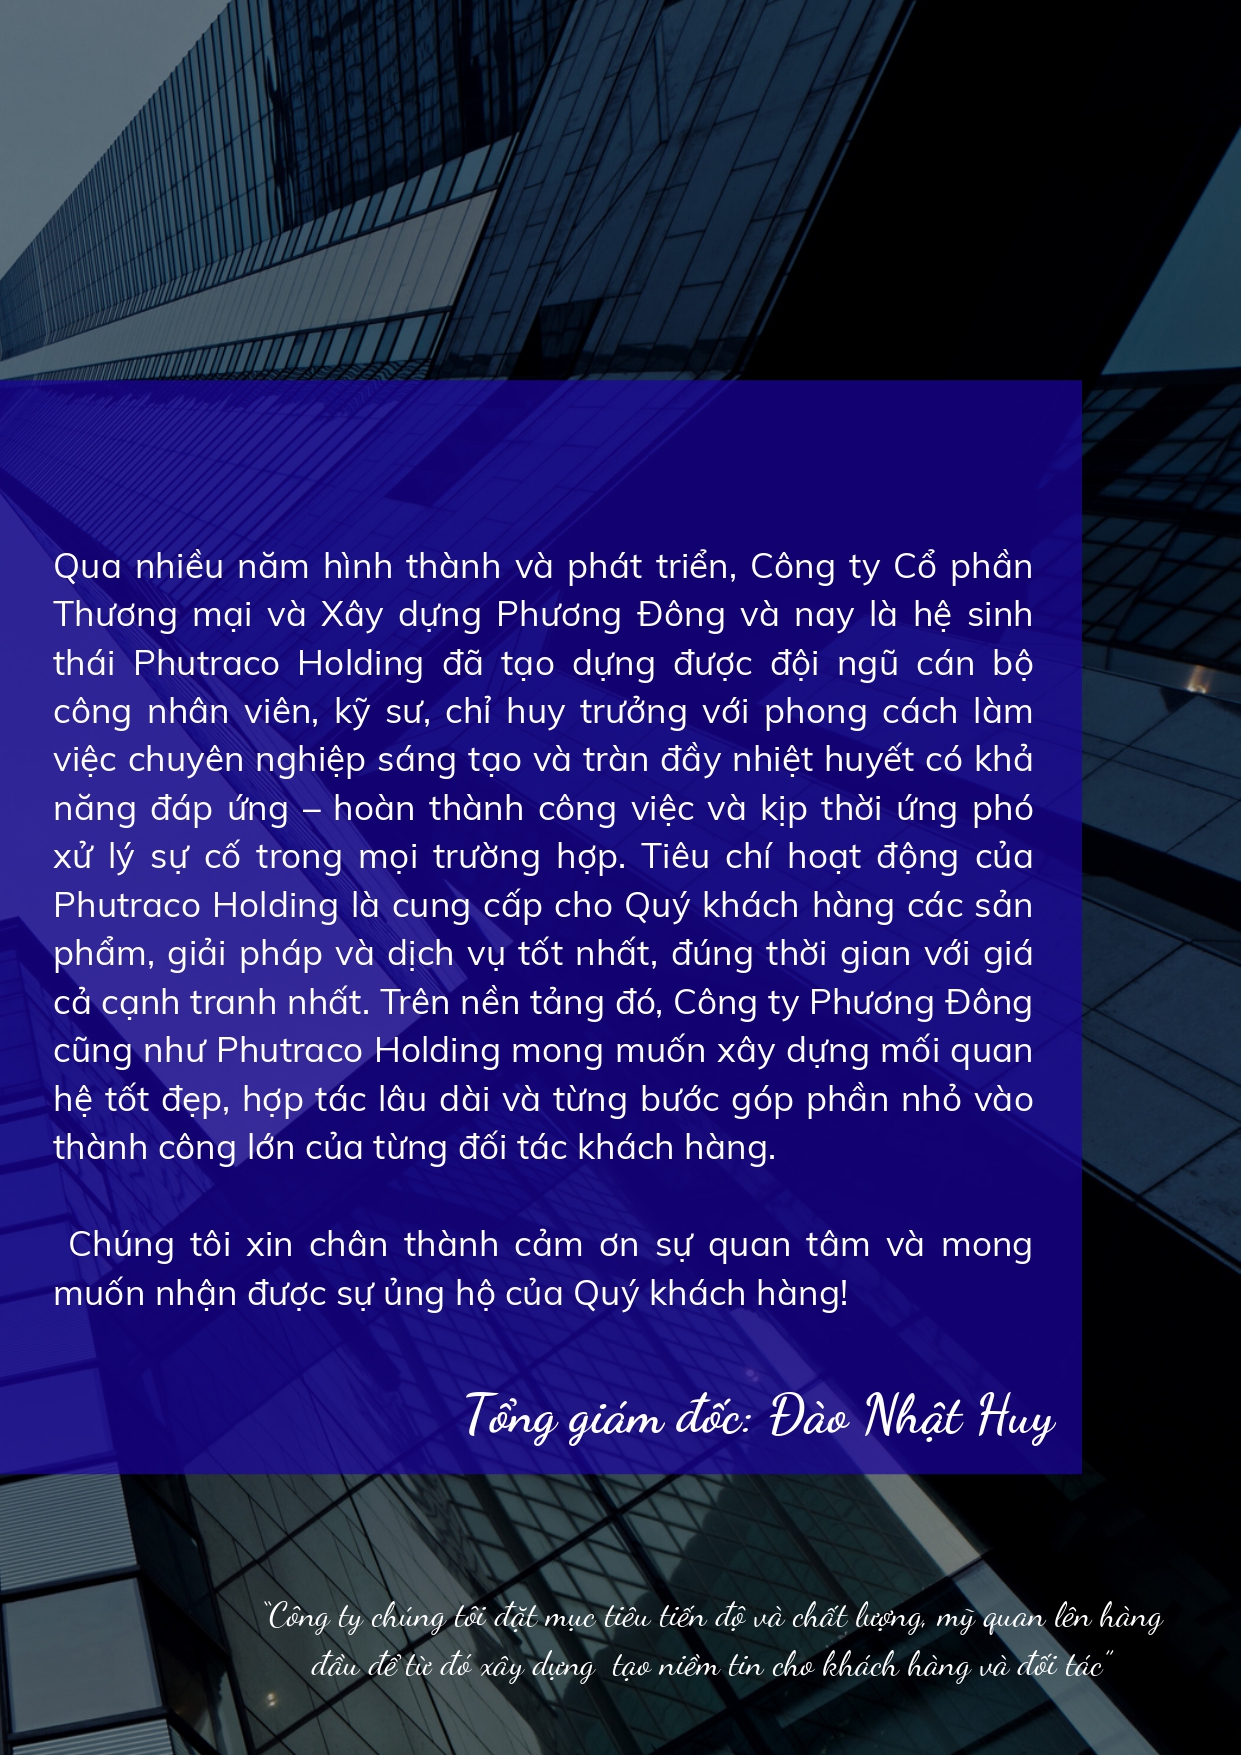 Qua nhiều năm hình thành và phát triển, Công ty Cổ phần
Thương mại và Xây dựng Phương Đông và nay là hệ sinh
thái Phutraco Holding đã tạo dựng được đội ngũ cán bộ
công nhân viên, kỹ sư, chỉ huy trưởng với phong cách làm
việc chuyên nghiệp sáng tạo và tràn đầy nhiệt huyết có khả
năng đáp ứng – hoàn thành công việc và kịp thời ứng phó
xử lý sự cố trong mọi trường hợp. Tiêu chí hoạt động của
Phutraco Holding là cung cấp cho Quý khách hàng các sản
phẩm, giải pháp và dịch vụ tốt nhất, đúng thời gian với giá
cả cạnh tranh nhất. Trên nền tảng đó, Công ty Phương Đông
cũng như Phutraco Holding mong muốn xây dựng mối quan
hệ tốt đẹp, hợp tác lâu dài và từng bước góp phần nhỏ vào
thành công lớn của từng đối tác khách hàng.
Chúng tôi xin chân thành cảm ơn sự quan tâm và mong
muốn nhận được sự ủng hộ của Quý khách hàng!
Tổng giám đốc: Đào Nhật Huy
“Công ty chúng tôi đặt mục tiêu tiến độ và chất lượng, mỹ quan lên hàng
đầu để từ đó xây dựng tạo niềm tin cho khách hàng và đối tác”